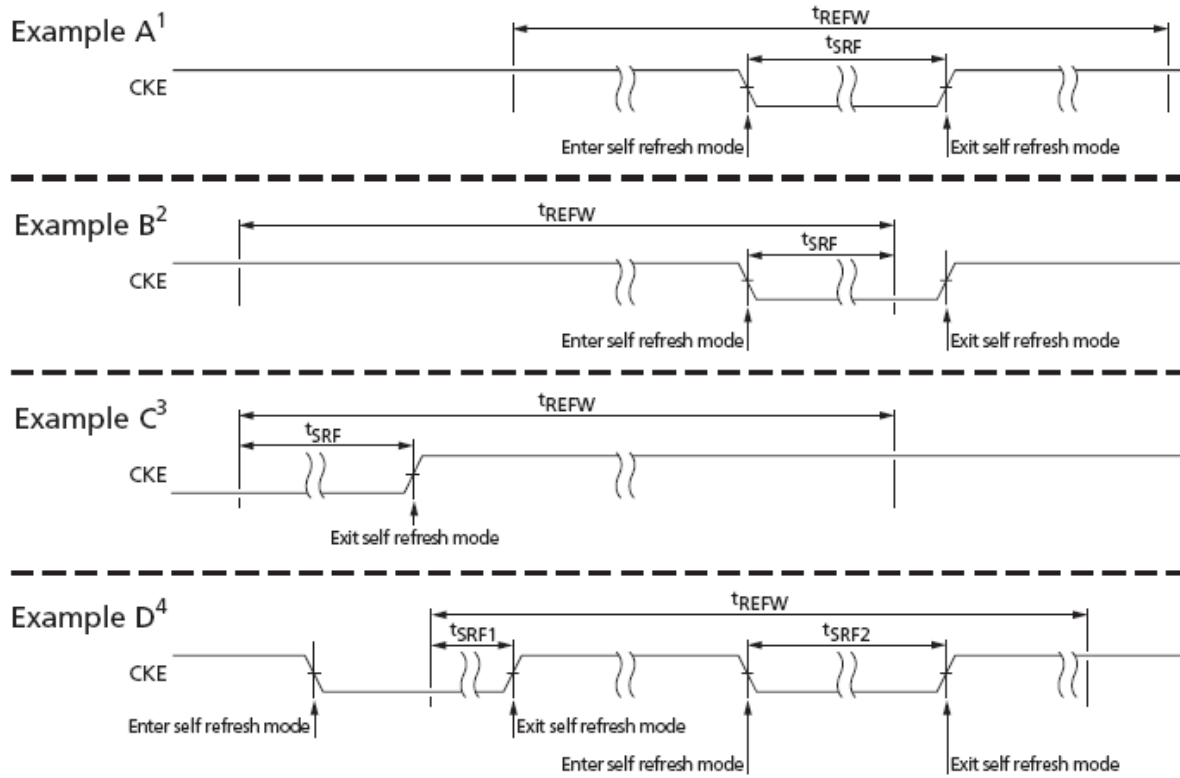 Example A1
tREFW
tSRF
CKE
Enter self refresh mode
Exit self refresh mode
Example B2
tREFW
tSRF
CKE
Enter self refresh mode
Exit self refresh mode
Example C3
tREFW
tSRF
CKE
Exit self refresh mode
Example D4
tREFW
tSRF1
tSRF2
CKE
Enter self refresh mode
Exit self refresh mode
Enter self refresh mode
Exit self refresh mode